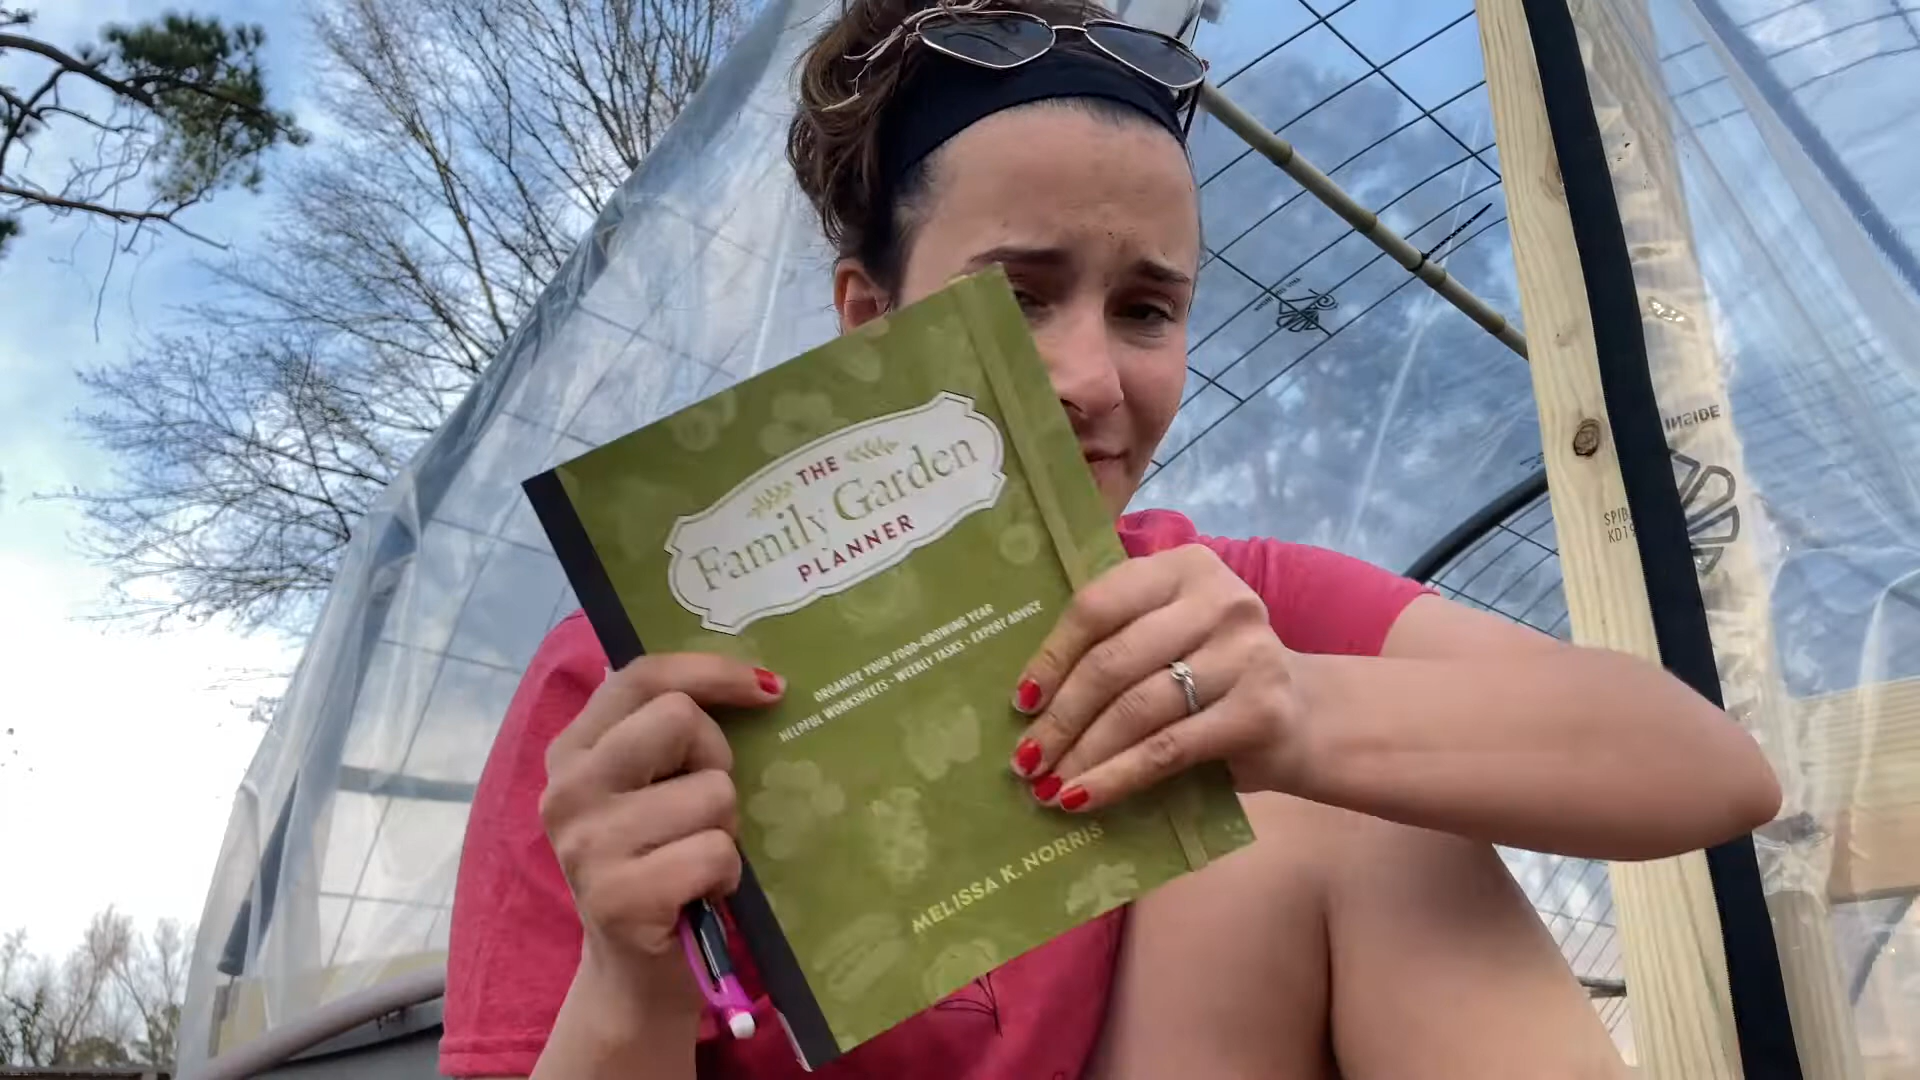 THE
Family Garden
PLANNER
ORGANIZE YOUR FOOD-GROWING YEAR
HELPFUL WORKSHEETS • WEEKLY TASKS • EXPERT ADVICE
MELISSA K. NORRIS
INSIDE